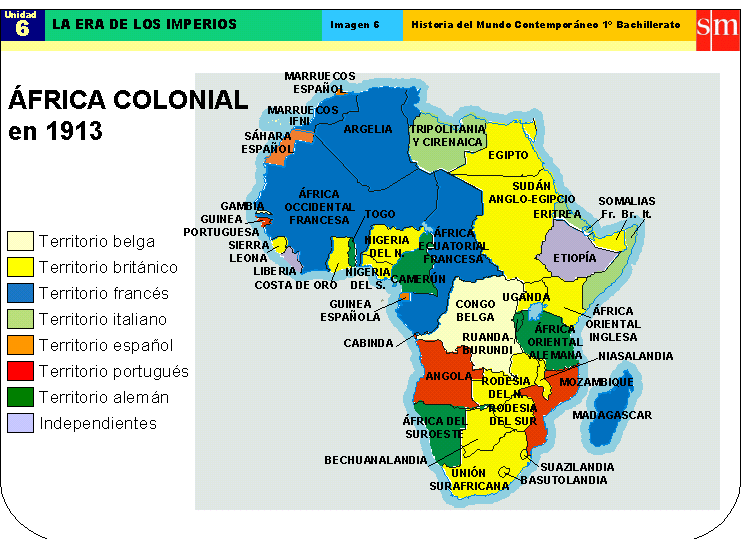 Unidad
6
LA ERA DE LOS IMPERIOS
Imagen 6
Historia del Mundo Contemporáneo 1º Bachillerato
sm
ÁFRICA COLONIAL
en 1913
MARRUECOS
ESPAÑOL
MARRUECOS
IFNI
SÁHARA
ESPAÑOL
ARGELIA
TRIPOLITANIA
Y CIRENAICA
EGIPTO
ÁFRICA
OCCIDENTAL
FRANCESA
SUDÁN
ANGLO-EGIPCIO
ERITREA
SOMALIAS
Fr. Br. It.
GAMBIA
GUINEA
PORTUGUESA
SIERRA
LEONA
LIBERIA
COSTA DE ORO
TOGO
NIGERIA
DEL N.
NIGERIA
DEL S.
CAMERÚN
ÁFRICA
ECUATORIAL
FRANCESA
ETIOPÍA
GUINEA
ESPAÑOLA
CABINDA
CONGO
BELGA
UGANDA
RUANDA-
BURUNDI
ÁFRICA
ORIENTAL
INGLESA
ÁFRICA
ORIENTAL
ALEMANA
NIASALANDIA
ANGOLA
RODESIA
DEL N.
RODESIA
DEL SUR
MOZAMBIQUE
MADAGASCAR
ÁFRICA DEL
SUROESTE
BECHUANALANDIA
UNIÓN
SURAFRICANA
SUAZILANDIA
BASUTOLANDIA
Territorio belga
Territorio británico
Territorio francés
Territorio italiano
Territorio español
Territorio portugués
Territorio alemán
Independientes